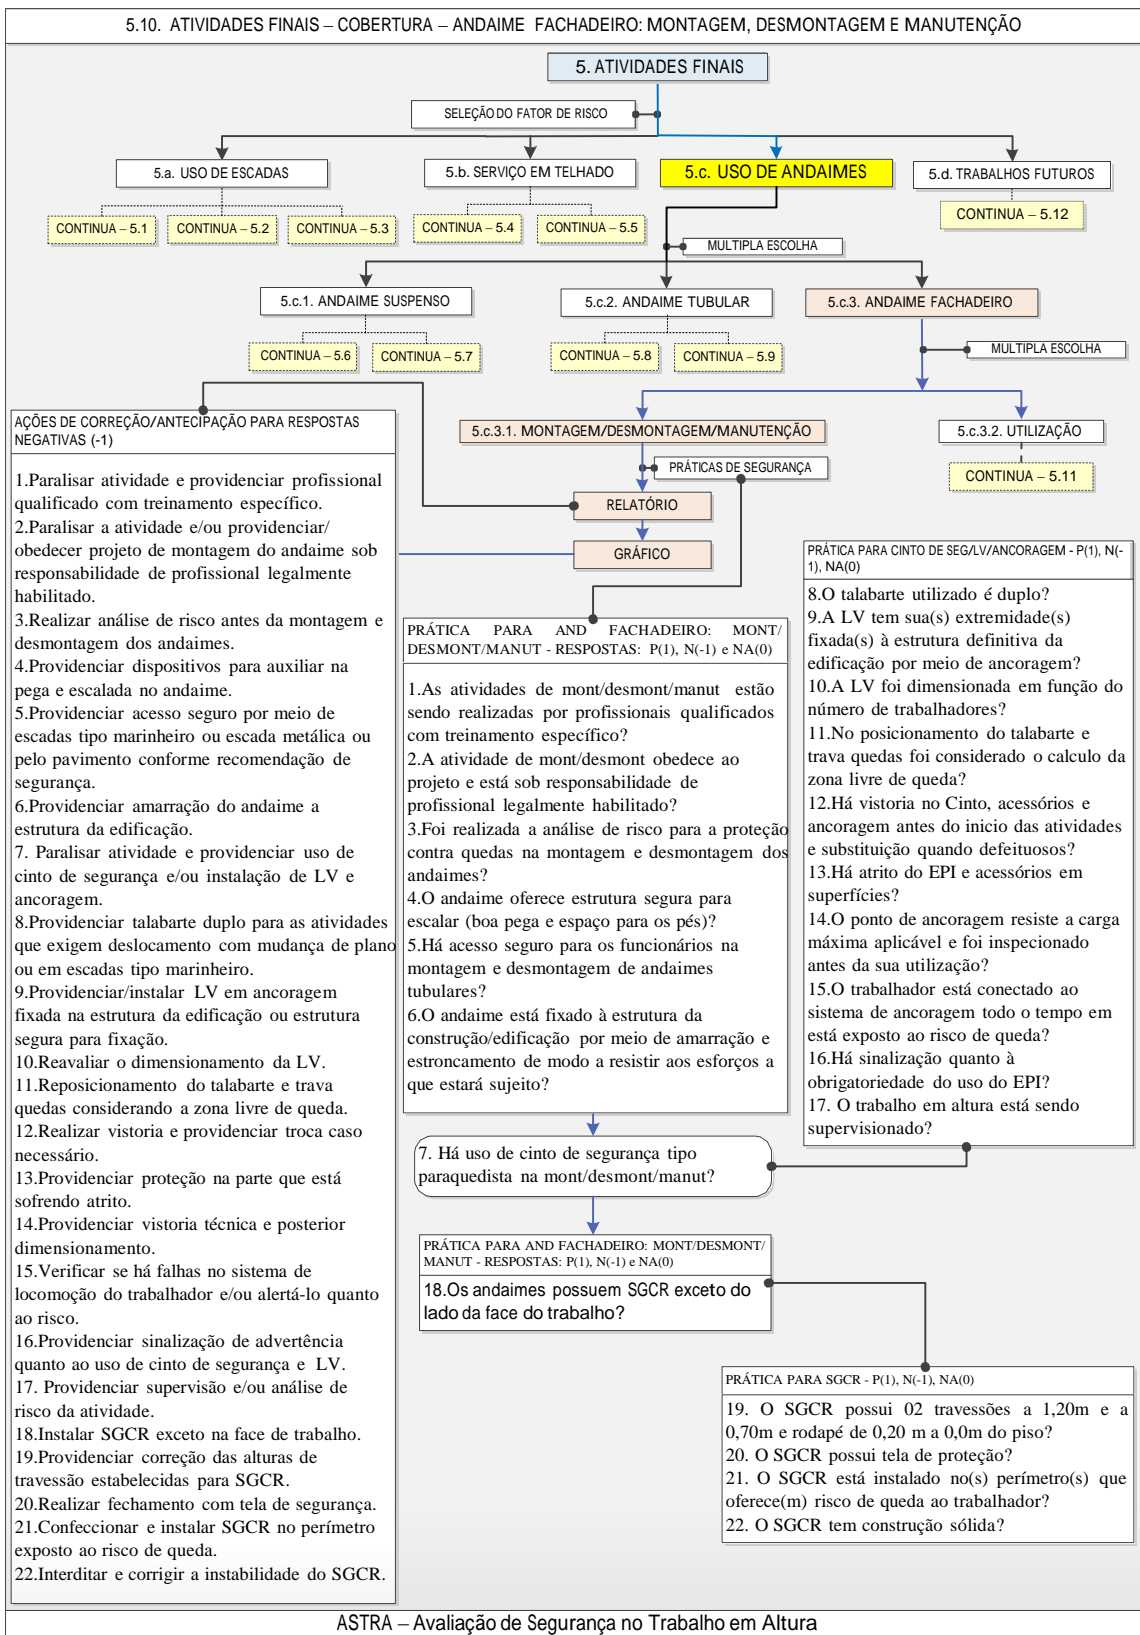 5.10. ATIVIDADES FINAIS – COBERTURA – ANDAIME FACHADEIRO: MONTAGEM, DESMONTAGEM E MANUTENÇÃO
5. ATIVIDADES FINAIS
SELEÇÃO DO FATOR DE RISCO
5.a. USO DE ESCADAS
5.b. SERVIÇO EM TELHADO
5.c. USO DE ANDAIMES
5.d. TRABALHOS FUTUROS
CONTINUA – 5.1
CONTINUA – 5.2
CONTINUA – 5.3
CONTINUA – 5.4
CONTINUA – 5.5
CONTINUA – 5.12
MULTIPLA ESCOLHA
5.c.1. ANDAIME SUSPENSO
5.c.2. ANDAIME TUBULAR
5.c.3. ANDAIME FACHADEIRO
CONTINUA – 5.6
CONTINUA – 5.7
CONTINUA – 5.8
CONTINUA – 5.9
MULTIPLA ESCOLHA
5.c.3.1. MONTAGEM/DESMONTAGEM/MANUTENÇÃO
5.c.3.2. UTILIZAÇÃO
PRÁTICAS DE SEGURANÇA
CONTINUA – 5.11
RELATÓRIO
GRÁFICO
AÇÕES DE CORREÇÃO/ANTECIPAÇÃO PARA RESPOSTAS
NEGATIVAS (-1)
1.Paralisar atividade e providenciar profissional
qualificado com treinamento específico.
2.Paralisar a atividade e/ou providenciar/
obedecer projeto de montagem do andaime sob
responsabilidade de profissional legalmente
habilitado.
3.Realizar análise de risco antes da montagem e
desmontagem dos andaimes.
4.Providenciar dispositivos para auxiliar na
pega e escalada no andaime.
5.Providenciar acesso seguro por meio de
escadas tipo marinheiro ou escada metálica ou
pelo pavimento conforme recomendação de
segurança.
6.Providenciar amarração do andaime a
estrutura da edificação.
7. Paralisar atividade e providenciar uso de
cinto de segurança e/ou instalação de LV e
ancoragem.
8.Providenciar talabarte duplo para as atividades
que exigem deslocamento com mudança de plano
ou em escadas tipo marinheiro.
9.Providenciar/instalar LV em ancoragem
fixada na estrutura da edificação ou estrutura
segura para fixação.
10.Reavaliar o dimensionamento da LV.
11.Reposicionamento do talabarte e trava
quedas considerando a zona livre de queda.
12.Realizar vistoria e providenciar troca caso
necessário.
13.Providenciar proteção na parte que está
sofrendo atrito.
14.Providenciar vistoria técnica e posterior
dimensionamento.
15.Verificar se há falhas no sistema de
locomoção do trabalhador e/ou alertá-lo quanto
ao risco.
16.Providenciar sinalização de advertência
quanto ao uso de cinto de segurança e LV.
17. Providenciar supervisão e/ou análise de
risco da atividade.
18.Instalar SGCR exceto na face de trabalho.
19.Providenciar correção das alturas de
travessão estabelecidas para SGCR.
20.Realizar fechamento com tela de segurança.
21.Confeccionar e instalar SGCR no perímetro
exposto ao risco de queda.
22.Interditar e corrigir a instabilidade do SGCR.
PRÁTICA PARA AND FACHADEIRO: MONT/
DESMONT/MANUT - RESPOSTAS: P(1), N(-1) e NA(0)
1.As atividades de mont/desmont/manut estão
sendo realizadas por profissionais qualificados
com treinamento específico?
2.A atividade de mont/desmont obedece ao
projeto e está sob responsabilidade de
profissional legalmente habilitado?
3.Foi realizada a análise de risco para a proteção
contra quedas na montagem e desmontagem dos
andaimes?
4.O andaime oferece estrutura segura para
escalar (boa pega e espaço para os pés)?
5.Há acesso seguro para os funcionários na
montagem e desmontagem de andaimes
tubulares?
6.O andaime está fixado à estrutura da
construção/edificação por meio de amarração e
estroncamento de modo a resistir aos esforços a
que estará sujeito?
PRÁTICA PARA CINTO DE SEG/LV/ANCORAGEM - P(1), N(-
1), NA(0)
8.O talabarte utilizado é duplo?
9.A LV tem sua(s) extremidade(s)
fixada(s) à estrutura definitiva da
edificação por meio de ancoragem?
10.A LV foi dimensionada em função do
número de trabalhadores?
11.No posicionamento do talabarte e
trava quedas foi considerado o calculo da
zona livre de queda?
12.Há vistoria no Cinto, acessórios e
ancoragem antes do inicio das atividades
e substituição quando defeituosos?
13.Há atrito do EPI e acessórios em
superfícies?
14.O ponto de ancoragem resiste a carga
máxima aplicável e foi inspecionado
antes da sua utilização?
15.O trabalhador está conectado ao
sistema de ancoragem todo o tempo em
está exposto ao risco de queda?
16.Há sinalização quanto à
obrigatoriedade do uso do EPI?
17. O trabalho em altura está sendo
supervisionado?
7. Há uso de cinto de segurança tipo
paraquedista na mont/desmont/manut?
PRÁTICA PARA AND FACHADEIRO: MONT/DESMONT/
MANUT - RESPOSTAS: P(1), N(-1) e NA(0)
18.Os andaimes possuem SGCR exceto do
lado da face do trabalho?
PRÁTICA PARA SGCR - P(1), N(-1), NA(0)
19. O SGCR possui 02 travessões a 1,20m e a
0,70m e rodapé de 0,20 m a 0,0m do piso?
20. O SGCR possui tela de proteção?
21. O SGCR está instalado no(s) perímetro(s) que
oferece(m) risco de queda ao trabalhador?
22. O SGCR tem construção sólida?
ASTRA – Avaliação de Segurança no Trabalho em Altura